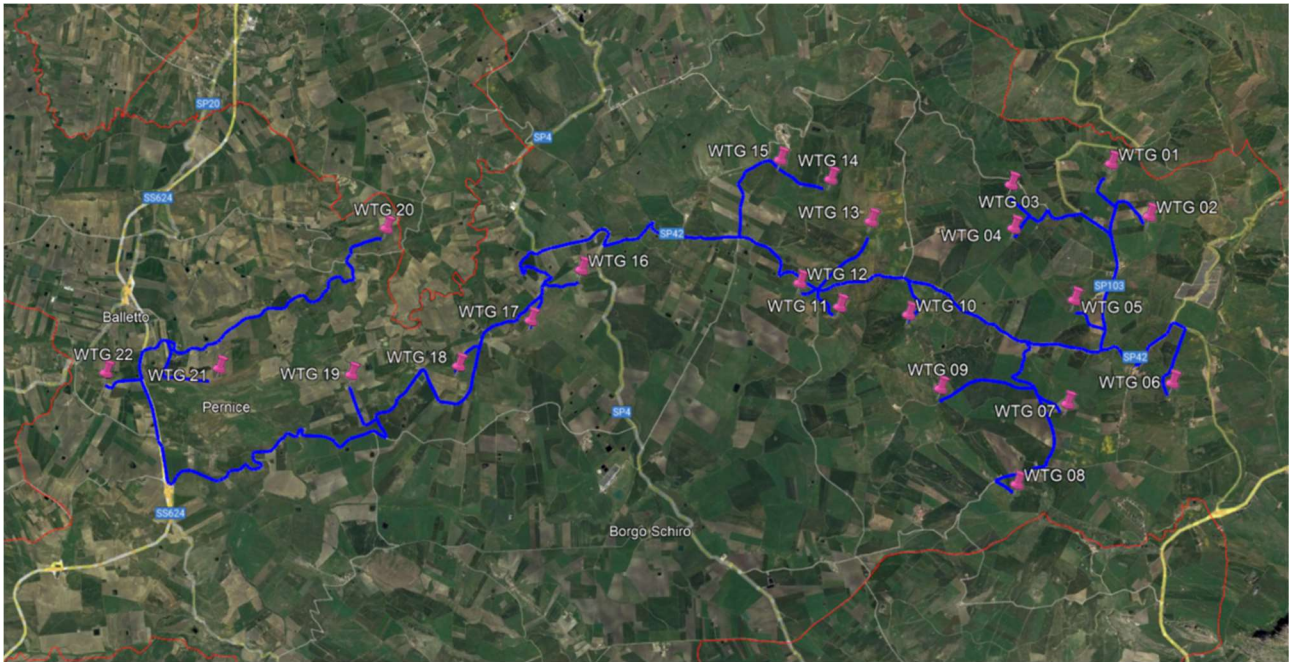 SP20
SP4
WTG 15
WTG 14
WTG 01
SS624
WTG 03
WTG 20
WTG 13
WTG 02
WTG 04
SP42
WTG 16
WTG 12
SP103
WTG 11
WTG 10
WTG 05
WTG 17
Balletto
WTG 22
WTG 21
WTG 19
WTG 18
SP42
WTG 09
WTG 06
Pernice
SP4
WTG 07
WTG 08
SS624
Borgo Schirò